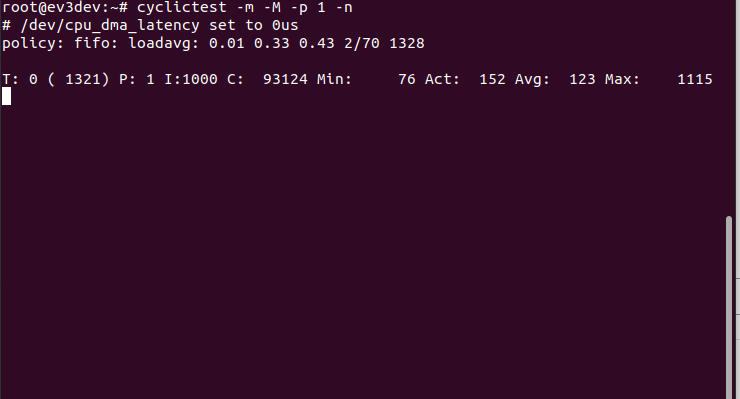 root@ev3dev:~# cyclictest -m -M -p 1 -n
# /dev/cpu_dma_latency set to 0us
policy: fifo: loadavg: 0.01 0.33 0.43 2/70 1328
T: 0 ( 1321) P: 1 I:1000 C:  93124 Min:     76 Act:  152 Avg:  123 Max:    1115